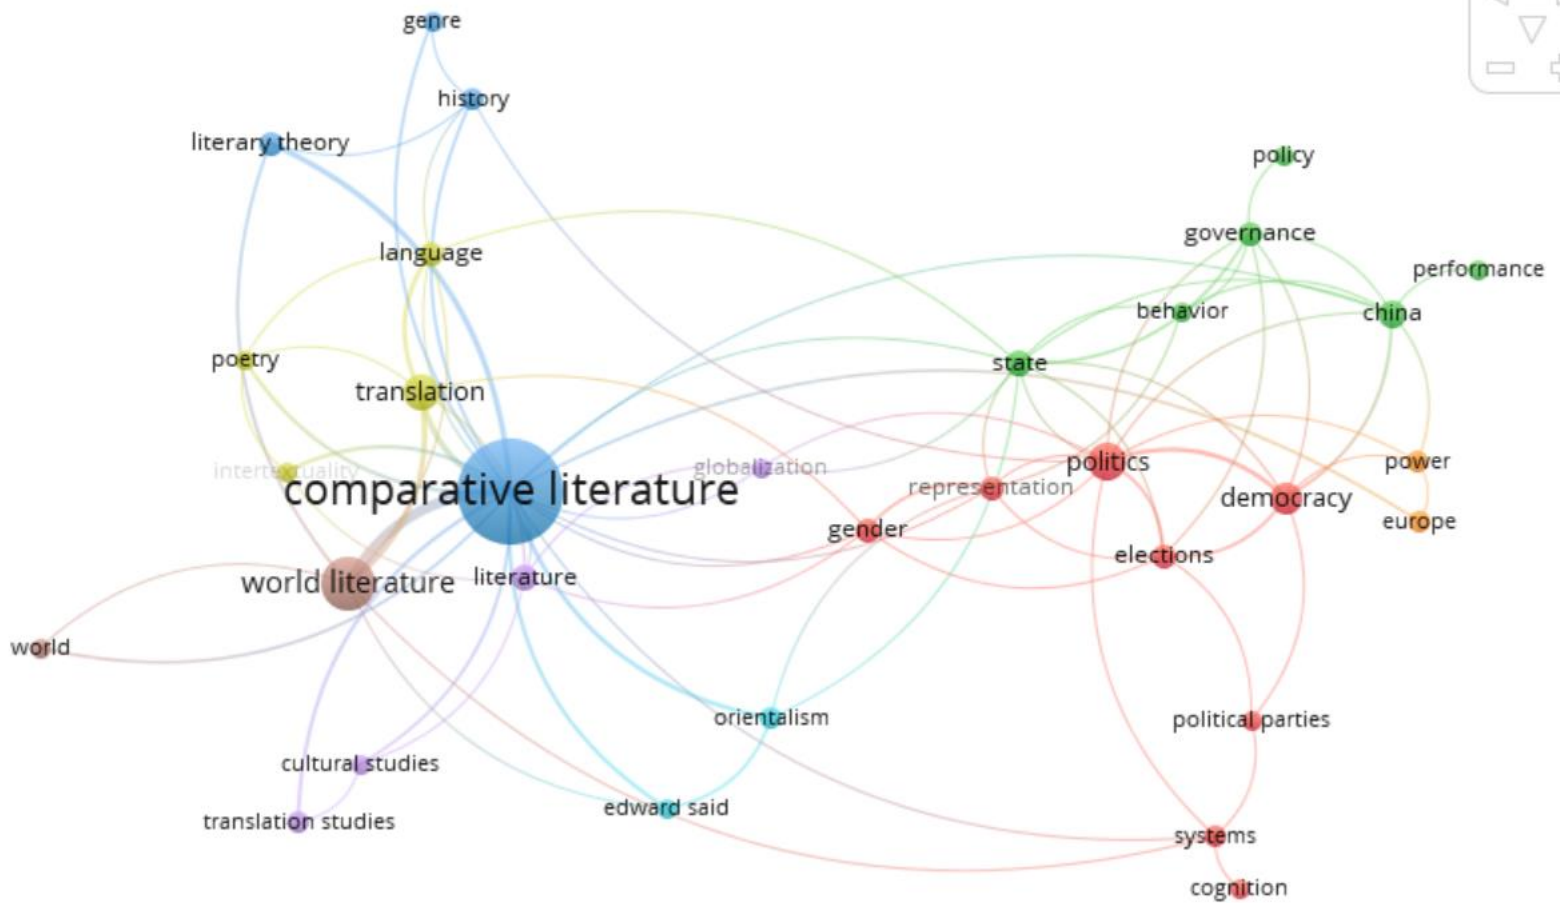 genre
history
literary theory
policy
governance
language
performance
behavior
china
poetry
state
translation
intertextuality
globalization
politics
power
comparative literature
representation
democracy
europe
gender
elections
world literature
literature
world
orientalism
political parties
cultural studies
edward said
translation studies
systems
cognition